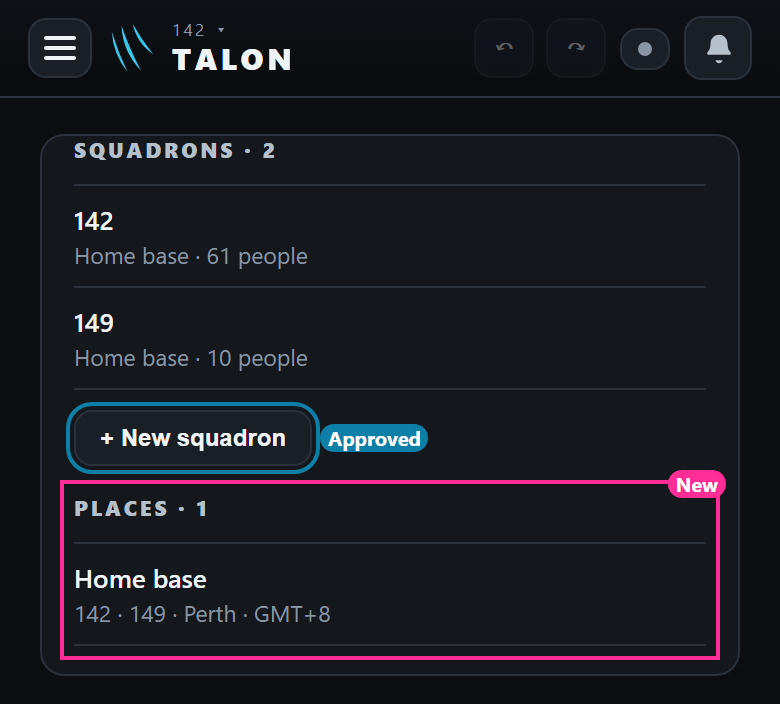 142 ▾
TALON
SQUADRONS · 2
142
Home base · 61 people
149
Home base · 10 people
+ New squadron
Approved
New
PLACES · 1
Home base
142 · 149 · Perth · GMT+8